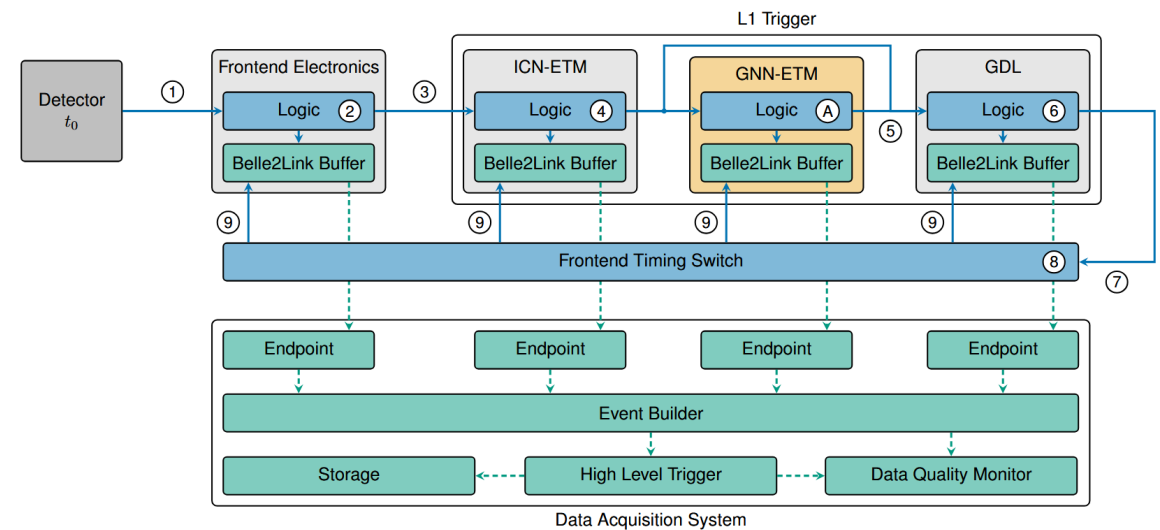 L1 Trigger
Detector
t₀
①
Frontend Electronics
Logic ②
Belle2Link Buffer
③
ICN-ETM
Logic ④
Belle2Link Buffer
GNN-ETM
Logic Ⓐ
Belle2Link Buffer
⑤
GDL
Logic ⑥
Belle2Link Buffer
⑨
⑨
⑨
⑨
Frontend Timing Switch ⑧
⑦
Endpoint
Endpoint
Endpoint
Endpoint
Event Builder
Storage
High Level Trigger
Data Quality Monitor
Data Acquisition System